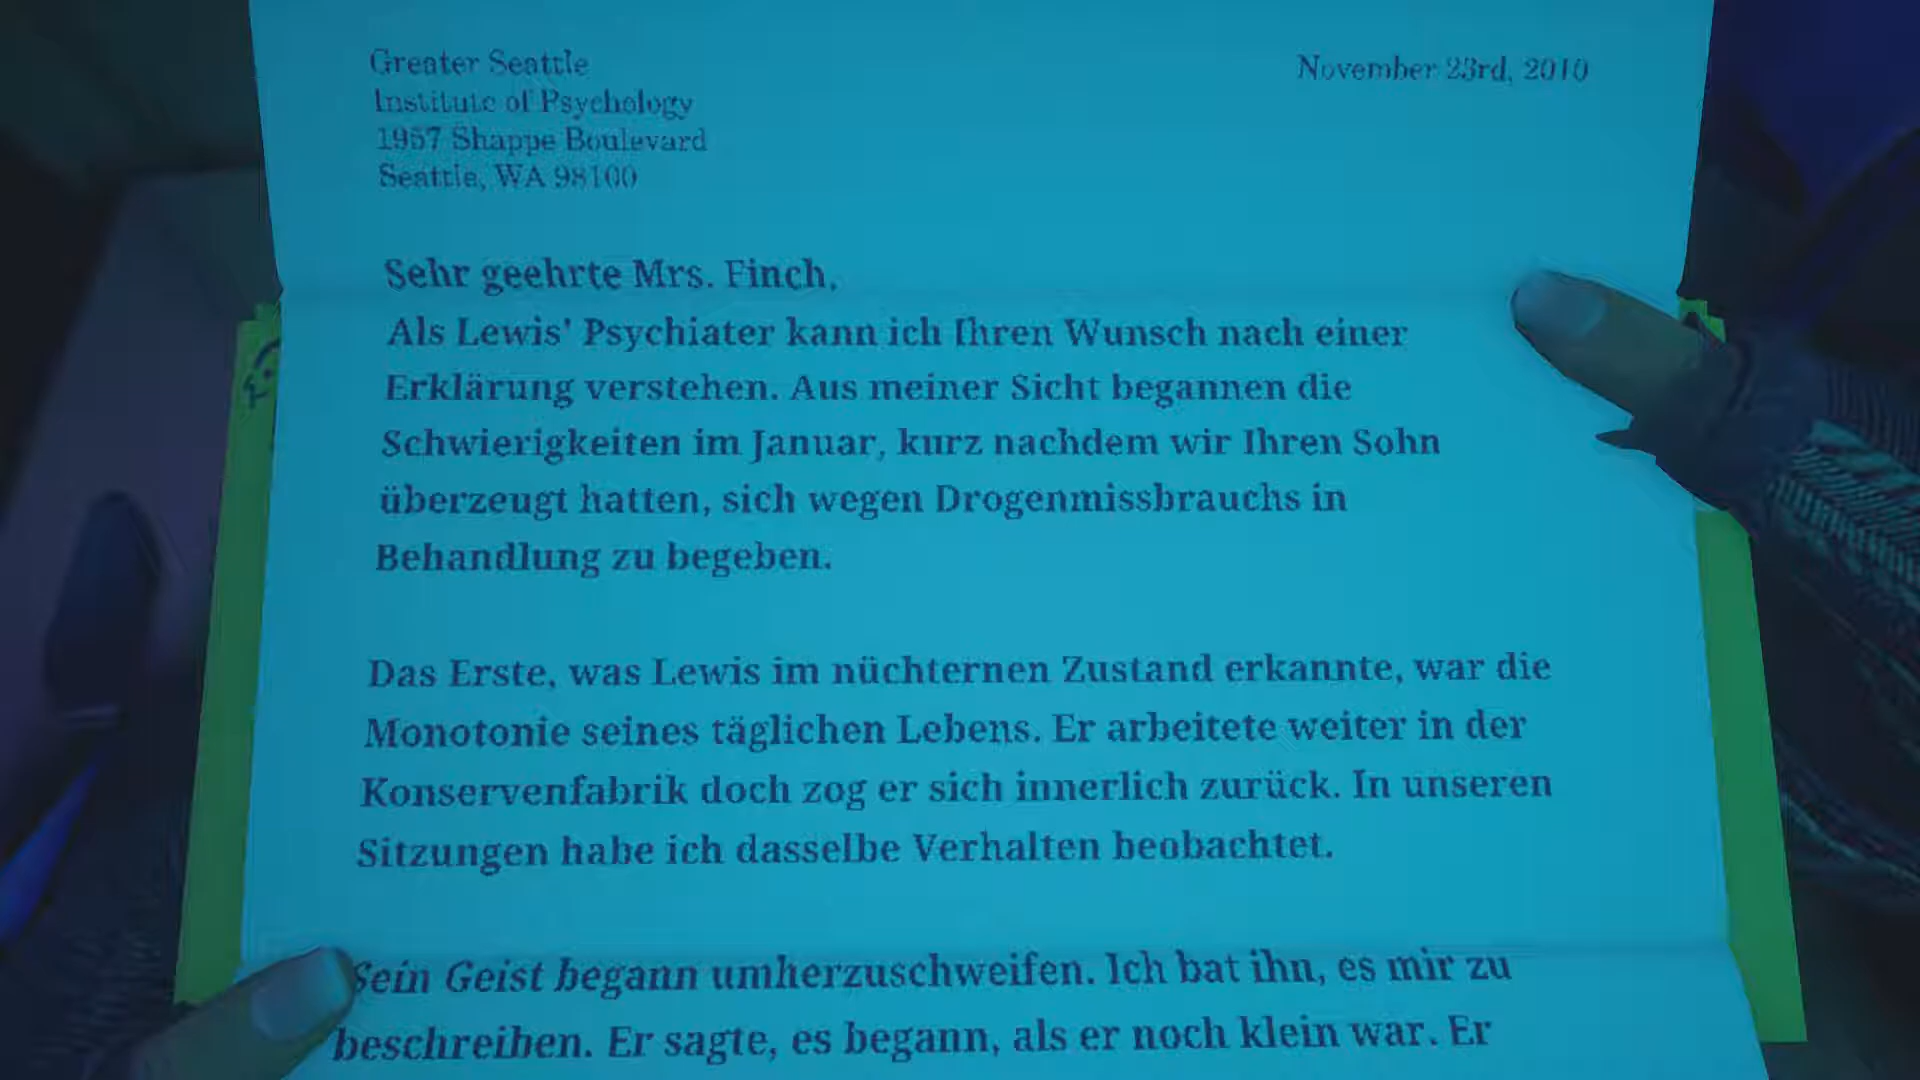 Greater Seattle
Institute of Psychology
1957 Shappe Boulevard
Seattle, WA 98100
November 23rd, 2010
Sehr geehrte Mrs. Finch,
Als Lewis' Psychiater kann ich Ihren Wunsch nach einer
Erklärung verstehen. Aus meiner Sicht begannen die
Schwierigkeiten im Januar, kurz nachdem wir Ihren Sohn
überzeugt hatten, sich wegen Drogenmissbrauchs in
Behandlung zu begeben.
Das Erste, was Lewis im nüchternen Zustand erkannte, war die
Monotonie seines täglichen Lebens. Er arbeitete weiter in der
Konservenfabrik doch zog er sich innerlich zurück. In unseren
Sitzungen habe ich dasselbe Verhalten beobachtet.
Sein Geist begann umherzuschweifen. Ich bat ihn, es mir zu
beschreiben. Er sagte, es begann, als er noch klein war. Er